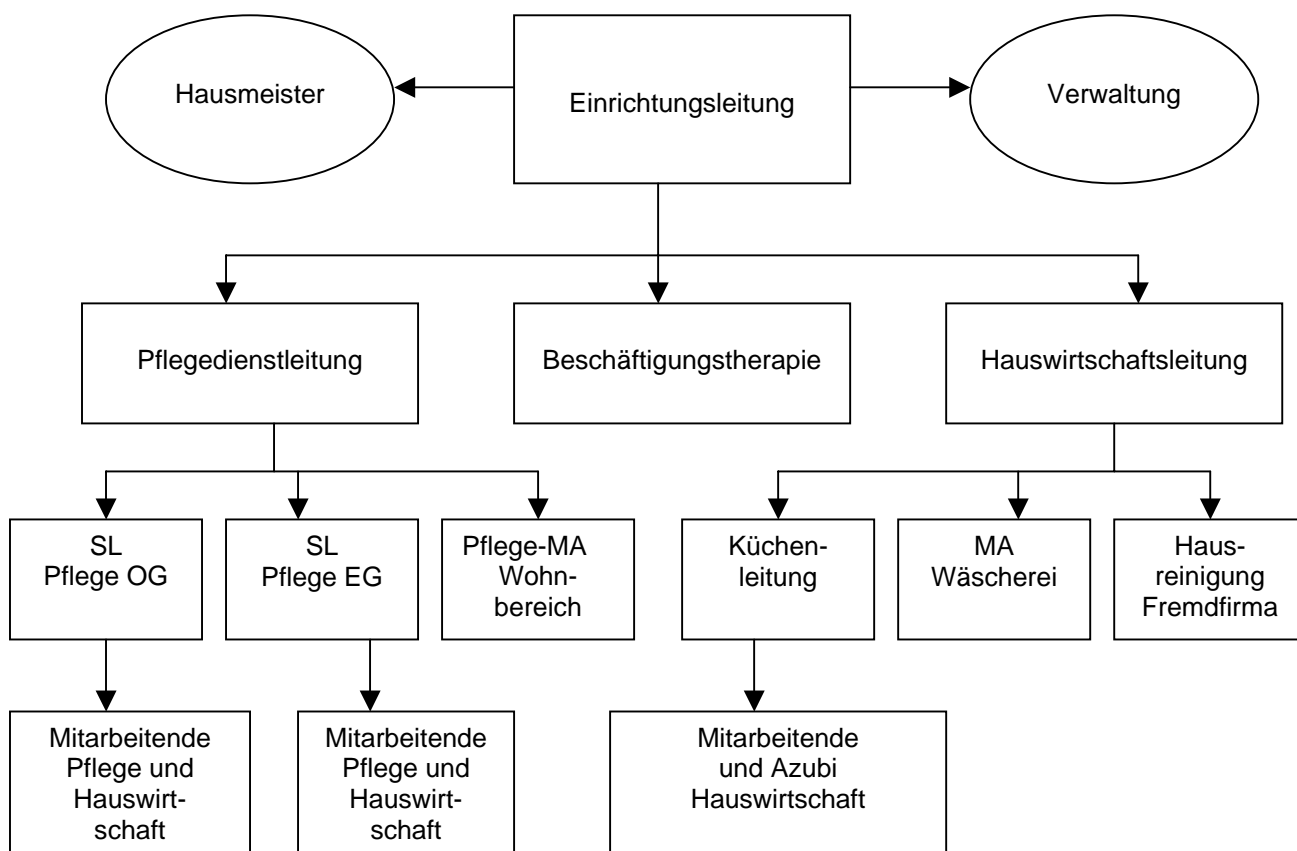 Hausmeister
Einrichtungsleitung
Verwaltung
Pflegedienstleitung
Beschäftigungstherapie
Hauswirtschaftsleitung
SL
Pflege OG
SL
Pflege EG
Pflege-MA
Wohn-
bereich
Küchen-
leitung
MA
Wäscherei
Haus-
reinigung
Fremdfirma
Mitarbeitende
Pflege und
Hauswirt-
schaft
Mitarbeitende
Pflege und
Hauswirt-
schaft
Mitarbeitende
und Azubi
Hauswirtschaft